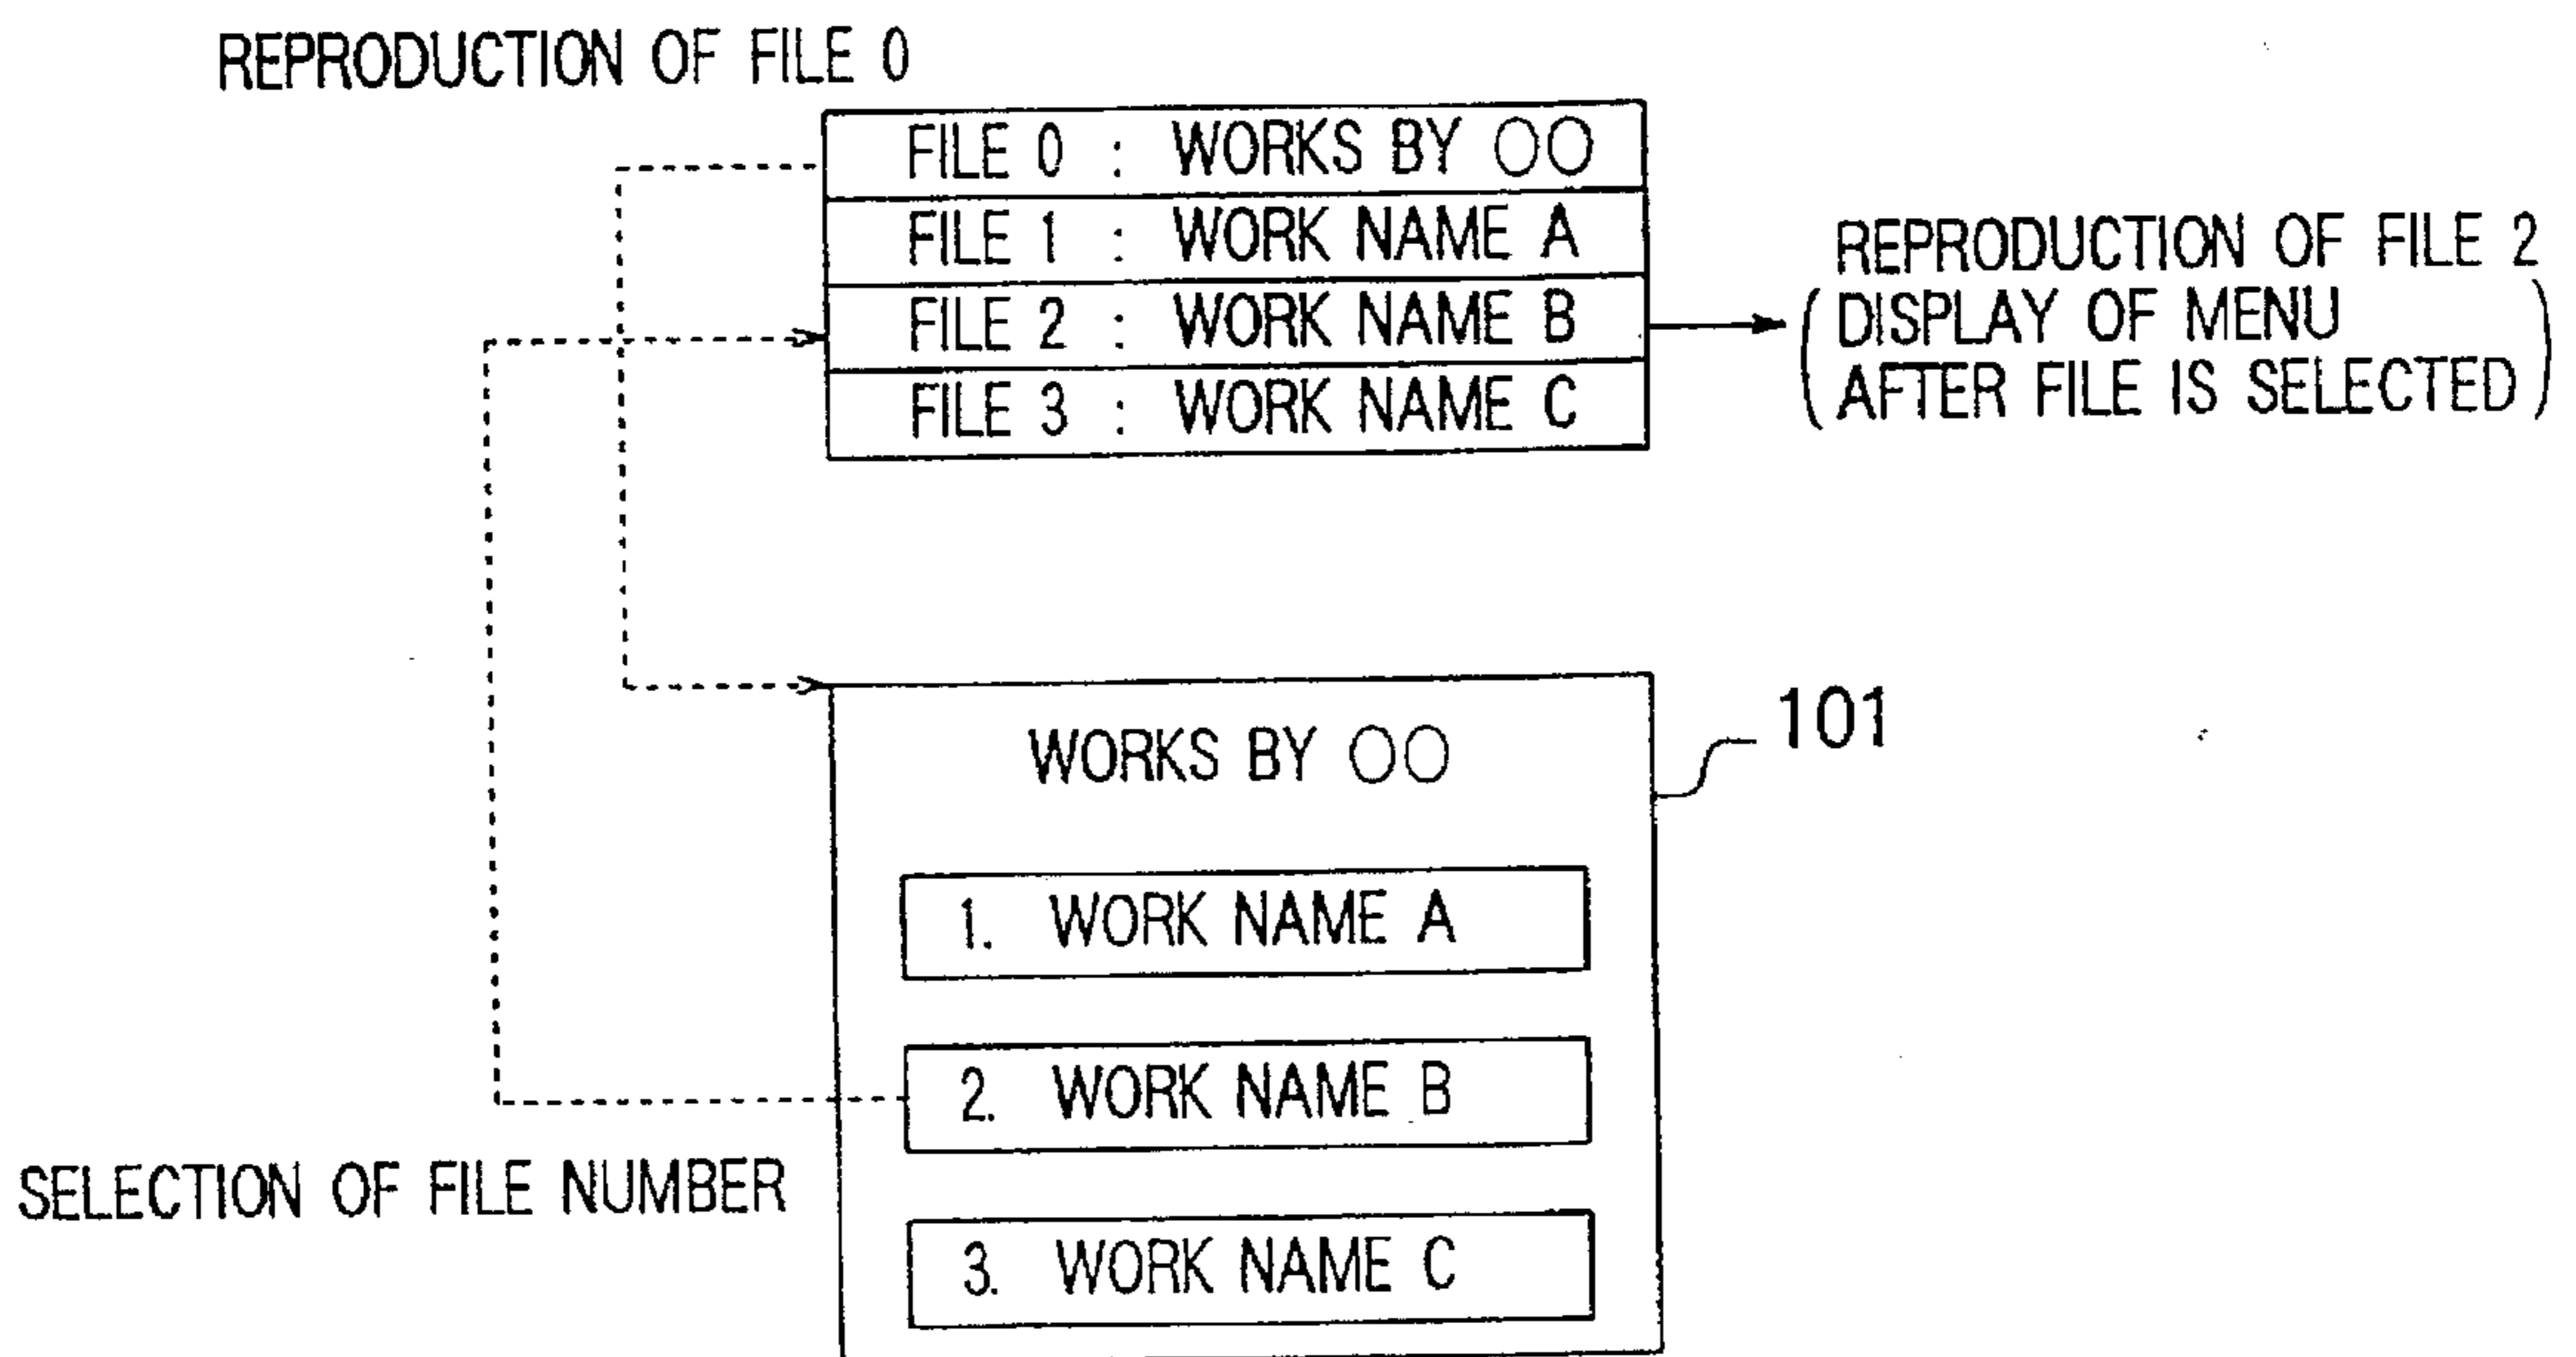 REPRODUCTION OF FILE 0
FILE 0 : WORKS BY ○○
FILE 1 : WORK NAME A
FILE 2 : WORK NAME B
FILE 3 : WORK NAME C
REPRODUCTION OF FILE 2
(DISPLAY OF MENU
AFTER FILE IS SELECTED)
101
WORKS BY ○○
1. WORK NAME A
2. WORK NAME B
3. WORK NAME C
SELECTION OF FILE NUMBER